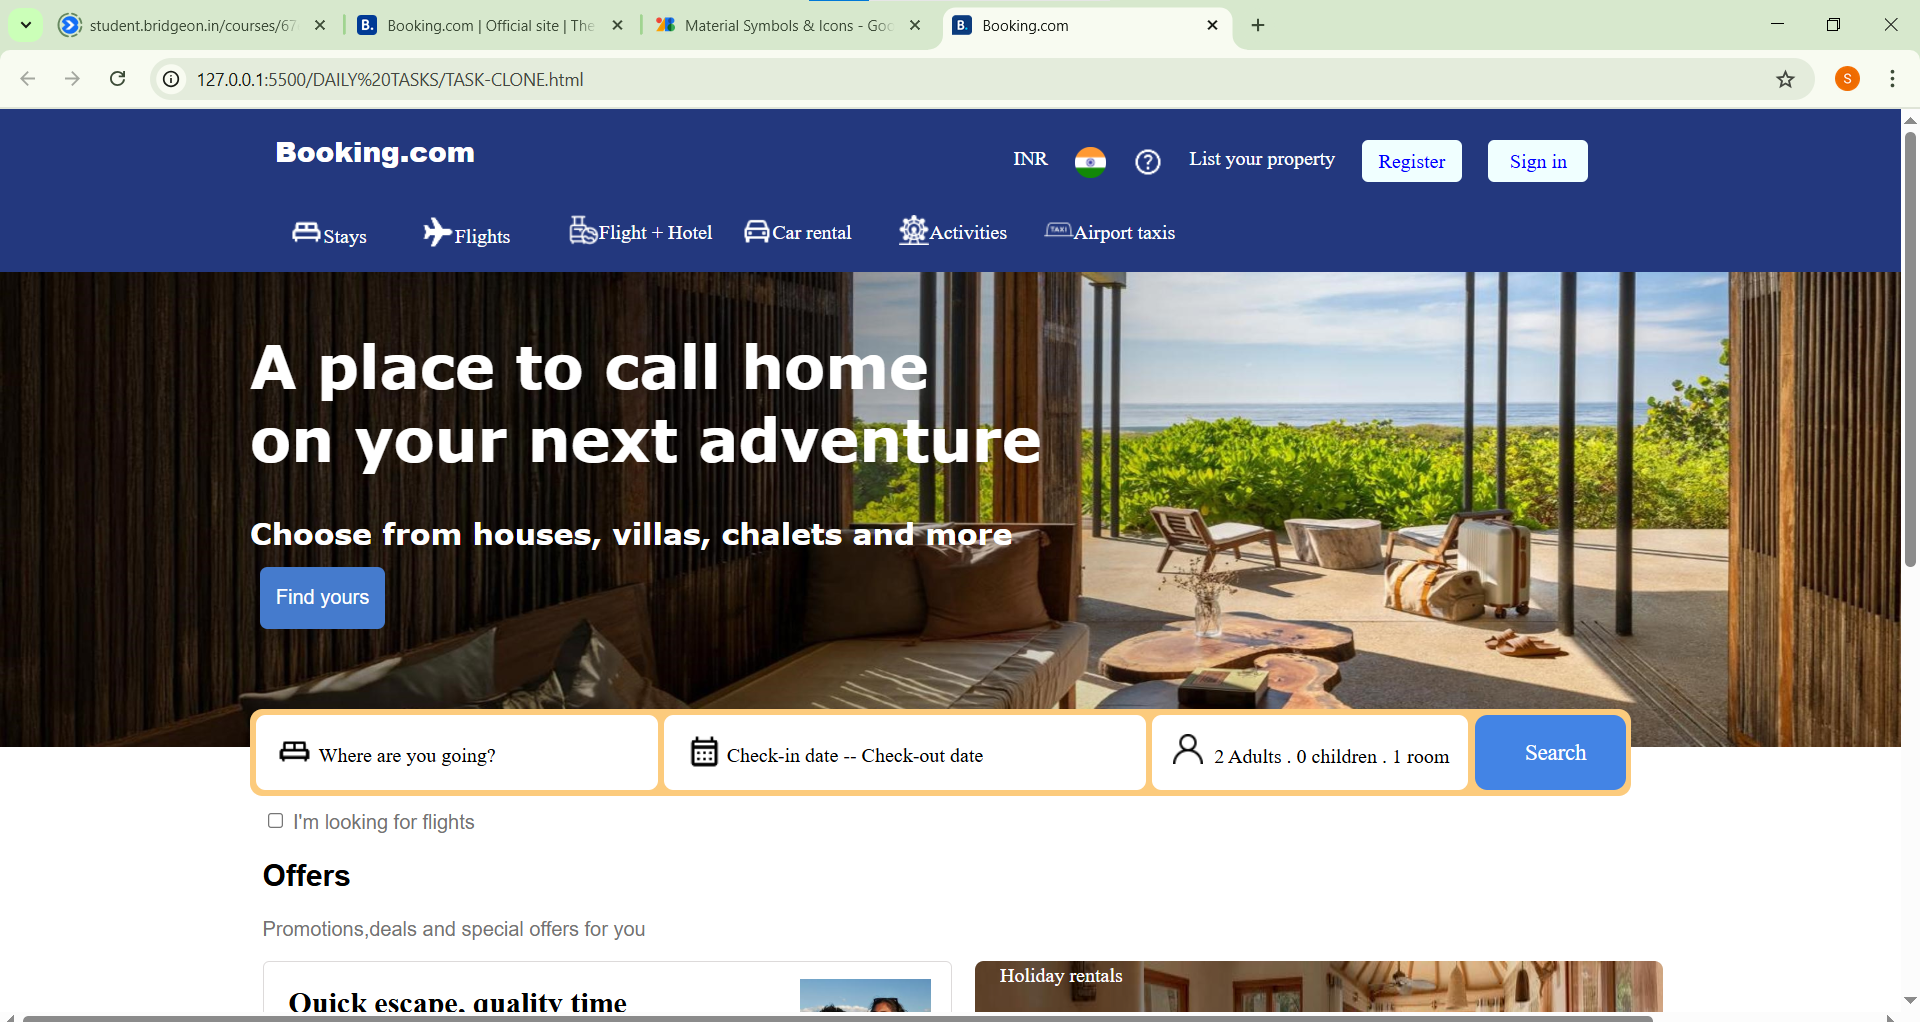 student.bridgeon.in/courses/67
Booking.com | Official site | The
Material Symbols & Icons - Goo
Booking.com
127.0.0.1:5500/DAILY%20TASKS/TASK-CLONE.html
S
Booking.com
INR
List your property
Register
Sign in
Stays
Flights
Flight + Hotel
Car rental
Activities
TAXI
Airport taxis
A place to call home
on your next adventure
Choose from houses, villas, chalets and more
Find yours
Where are you going?
Check-in date -- Check-out date
2 Adults . 0 children . 1 room
Search
I'm looking for flights
Offers
Promotions,deals and special offers for you
Holiday rentals
Quick escape, quality time